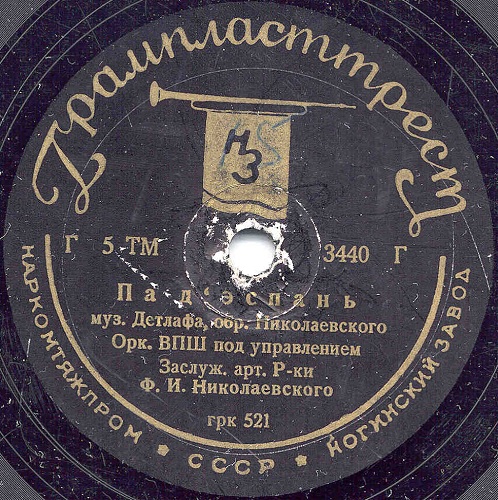 Грампласттрест
НЗ
Г 5 ТМ 3440 Г
Пад'эспань
муз. Детлафа, обр. Николаевского
Орк. ВПШ под управлением
Заслуж. арт. Р-ки
Ф. И. Николаевского
грк 521
НАРКОМТЯЖПРОМ ★ СССР ★ НОГИНСКИЙ ЗАВОД